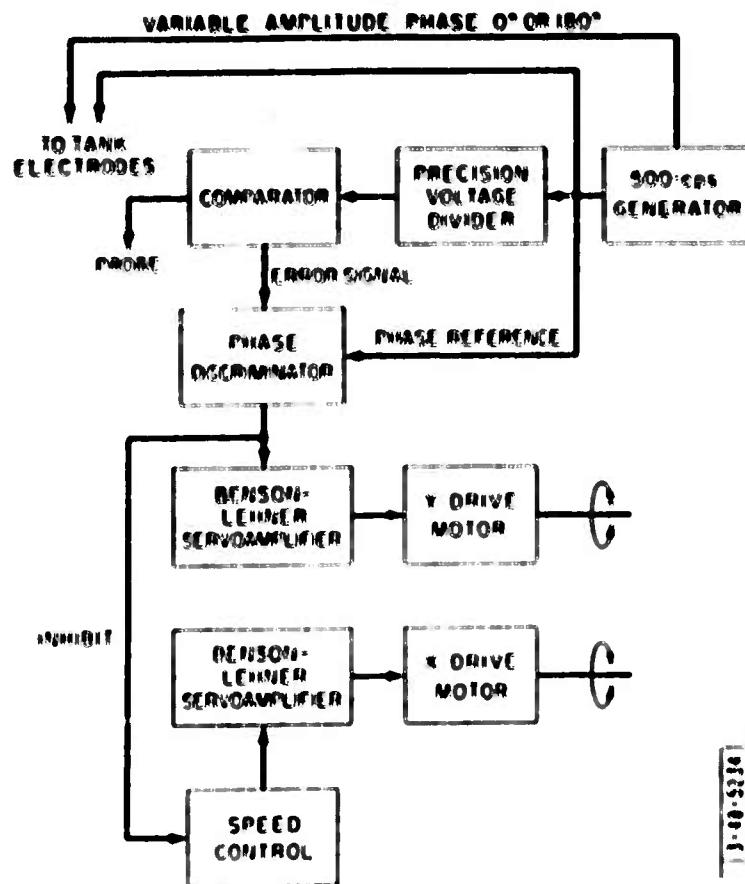 VARIABLE AMPLITUDE PHASE 0° OR 180°
TO TANK
ELECTRODES
COMPARATOR
PRECISION
VOLTAGE
DIVIDER
500-cps
GENERATOR
PROBE
ERROR SIGNAL
PHASE
DISCRIMINATOR
PHASE REFERENCE
BENSON-
LEHNER
SERVOAMPLIFIER
Y DRIVE
MOTOR
INHIBIT
BENSON-
LEHNER
SERVOAMPLIFIER
X DRIVE
MOTOR
SPEED
CONTROL